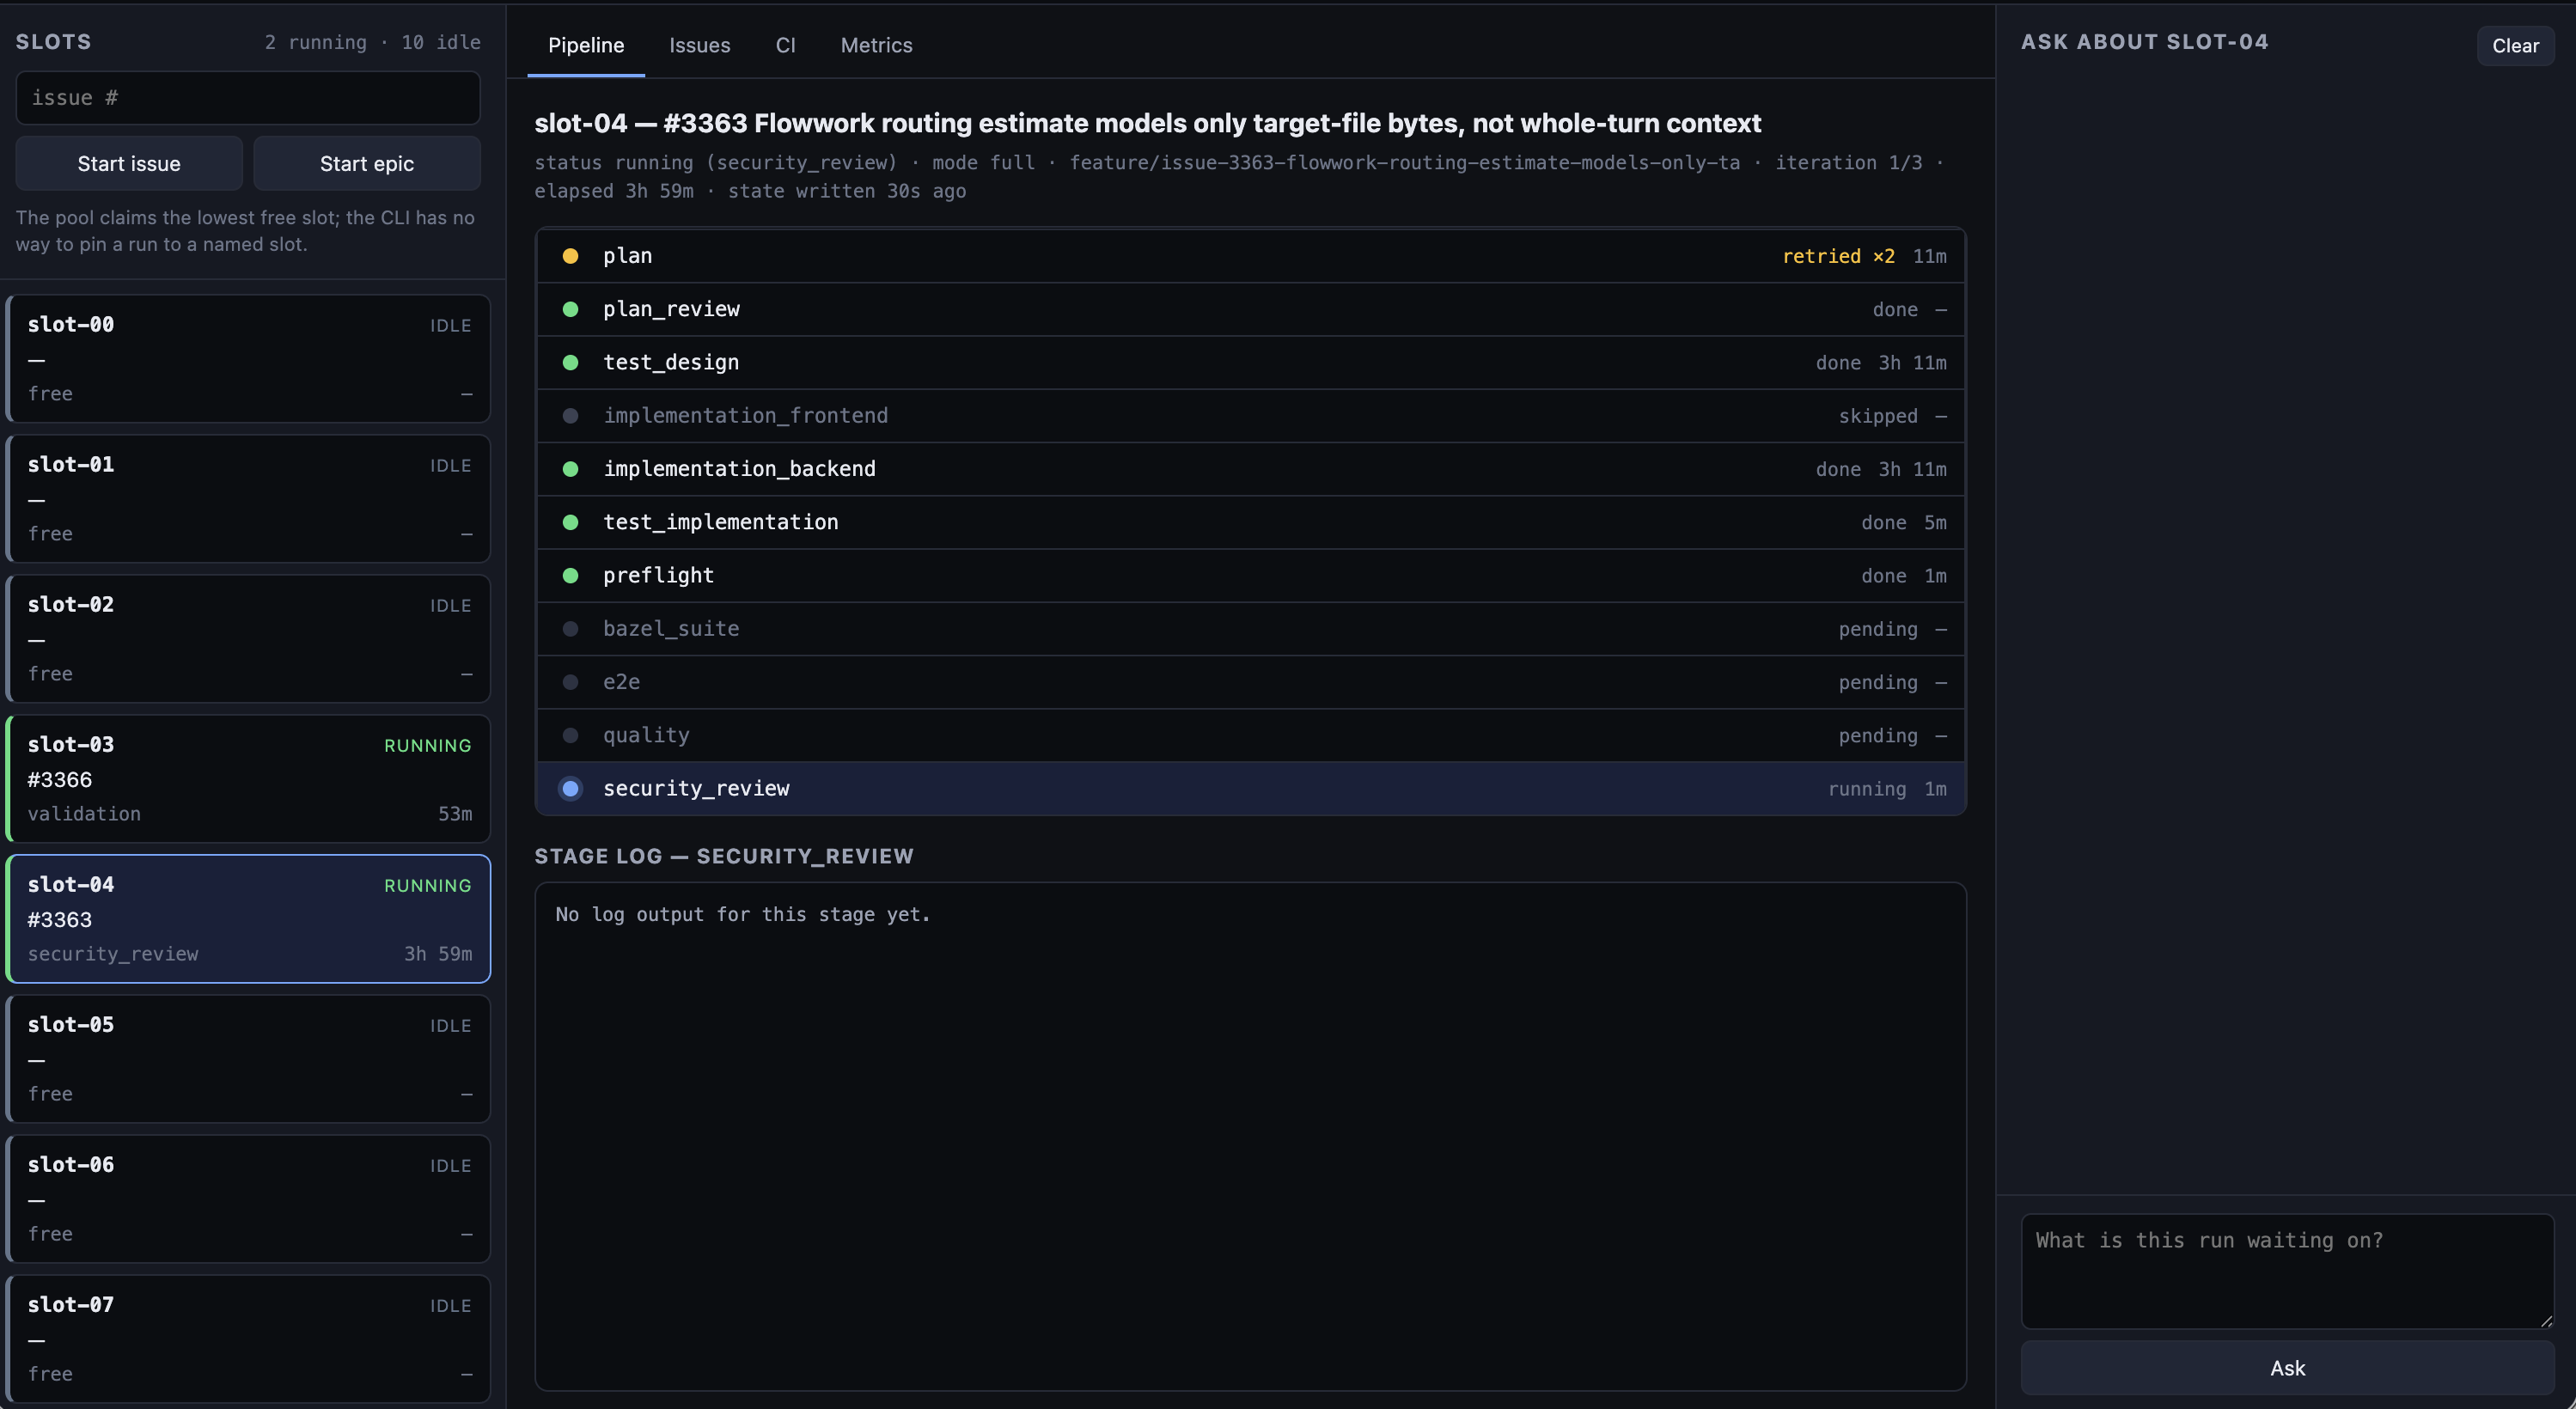 SLOTS
2 running · 10 idle
issue #
Start issue
Start epic
The pool claims the lowest free slot; the CLI has no
way to pin a run to a named slot.
slot-00
IDLE
—
free
—
slot-01
IDLE
—
free
—
slot-02
IDLE
—
free
—
slot-03
RUNNING
#3366
validation
53m
slot-04
RUNNING
#3363
security_review
3h 59m
slot-05
IDLE
—
free
—
slot-06
IDLE
—
free
—
slot-07
IDLE
—
free
—
Pipeline
Issues
CI
Metrics
slot-04 — #3363 Flowwork routing estimate models only target-file bytes, not whole-turn context
status running (security_review) · mode full · feature/issue-3363-flowwork-routing-estimate-models-only-ta · iteration 1/3 ·
elapsed 3h 59m · state written 30s ago
plan
retried ×2 11m
plan_review
done —
test_design
done 3h 11m
implementation_frontend
skipped —
implementation_backend
done 3h 11m
test_implementation
done 5m
preflight
done 1m
bazel_suite
pending —
e2e
pending —
quality
pending —
security_review
running 1m
STAGE LOG — SECURITY_REVIEW
No log output for this stage yet.
ASK ABOUT SLOT-04
Clear
What is this run waiting on?
Ask